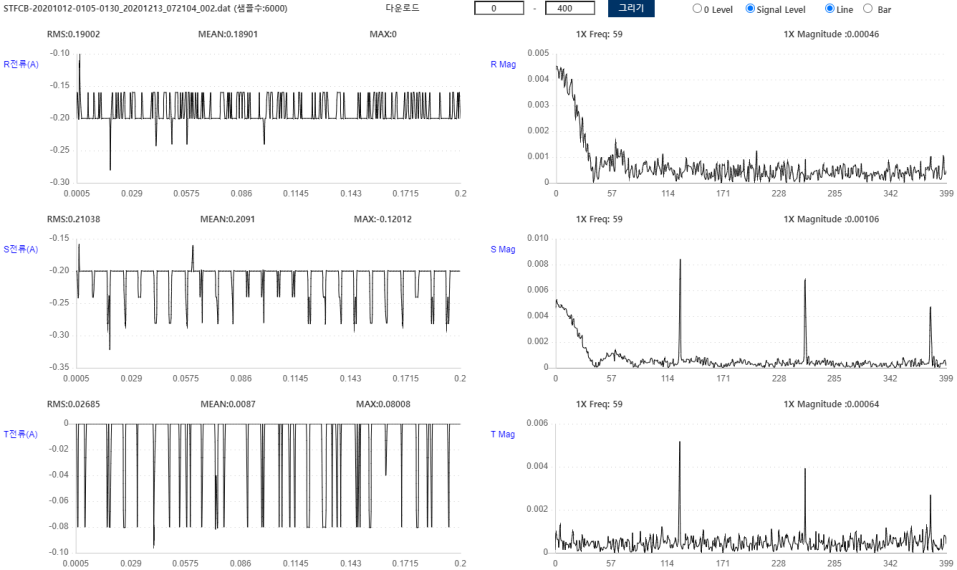 STFCB-20201012-0105-0130_20201213_072104_002.dat (샘플수:6000) 다운로드 0 - 400 그리기 0 Level Signal Level Line Bar
RMS:0.19002 MEAN:0.18901 MAX:0
R전류(A)
-0.10
-0.15
-0.20
-0.25
-0.30
0.0005 0.029 0.0575 0.086 0.1145 0.143 0.1715 0.2
1X Freq: 59 1X Magnitude :0.00046
R Mag
0.005
0.004
0.003
0.002
0.001
0
0 57 114 171 228 285 342 399
RMS:0.21038 MEAN:0.2091 MAX:-0.12012
S전류(A)
-0.15
-0.20
-0.25
-0.30
-0.35
0.0005 0.029 0.0575 0.086 0.1145 0.143 0.1715 0.2
1X Freq: 59 1X Magnitude :0.00106
S Mag
0.010
0.008
0.006
0.004
0.002
0
0 57 114 171 228 285 342 399
RMS:0.02685 MEAN:0.0087 MAX:0.08008
T전류(A)
0
-0.02
-0.04
-0.06
-0.08
-0.10
0.0005 0.029 0.0575 0.086 0.1145 0.143 0.1715 0.2
1X Freq: 59 1X Magnitude :0.00064
T Mag
0.006
0.004
0.002
0
0 57 114 171 228 285 342 399